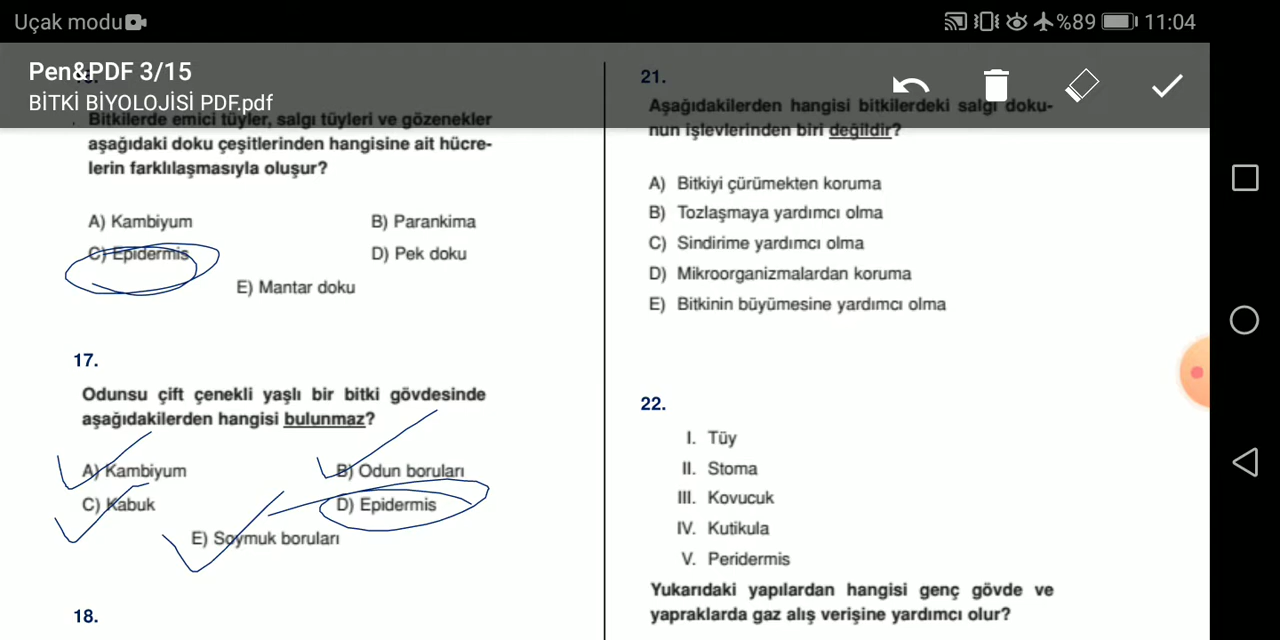 Uçak modu
%89 11:04
Pen&PDF 3/15
BİTKİ BİYOLOJİSİ PDF.pdf
Bitkilerde emici tüyler, salgı tüyleri ve gözenekler
aşağıdaki doku çeşitlerinden hangisine ait hücre-
lerin farklılaşmasıyla oluşur?
A) Kambiyum
B) Parankima
C) Epidermis
D) Pek doku
E) Mantar doku
17.
Odunsu çift çenekli yaşlı bir bitki gövdesinde
aşağıdakilerden hangisi bulunmaz?
A) Kambiyum
B) Odun boruları
C) Kabuk
D) Epidermis
E) Soymuk boruları
18.
21.
Aşağıdakilerden hangisi bitkilerdeki salgı doku-
nun işlevlerinden biri değildir?
A) Bitkiyi çürümekten koruma
B) Tozlaşmaya yardımcı olma
C) Sindirime yardımcı olma
D) Mikroorganizmalardan koruma
E) Bitkinin büyümesine yardımcı olma
22.
I. Tüy
II. Stoma
III. Kovucuk
IV. Kutikula
V. Peridermis
Yukarıdaki yapılardan hangisi genç gövde ve
yapraklarda gaz alış verişine yardımcı olur?